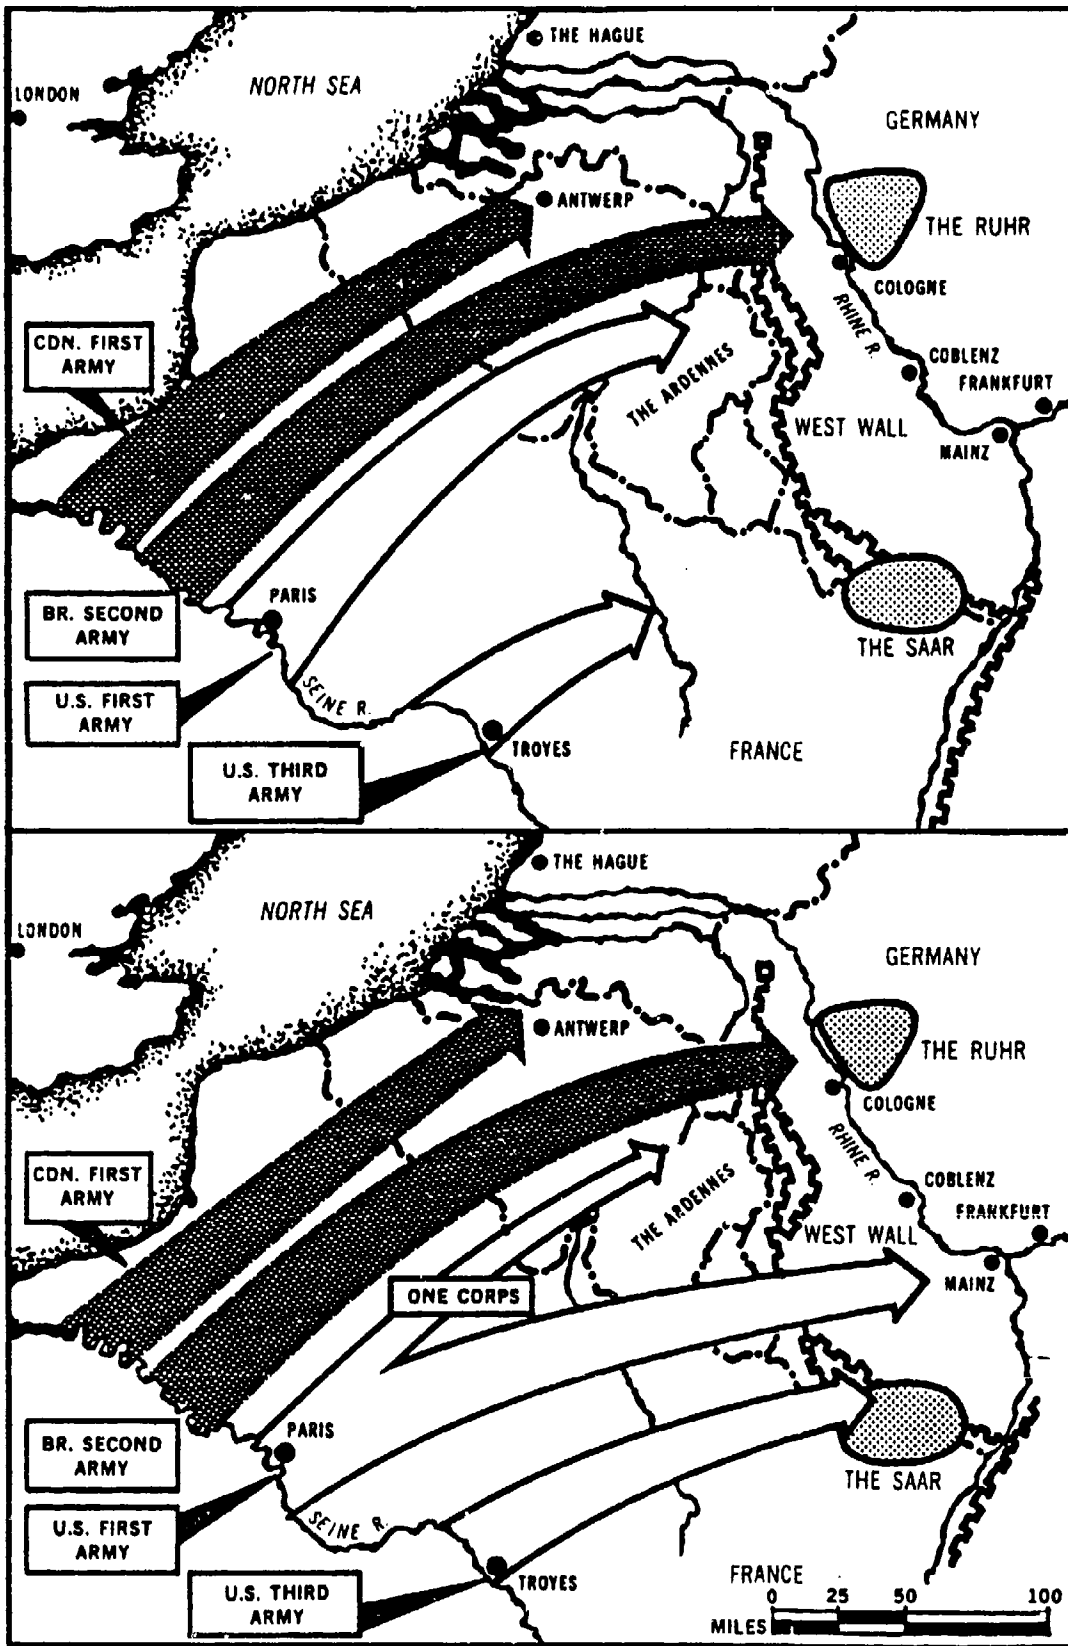 THE HAGUE
NORTH SEA
LONDON
GERMANY
ANTWERP
THE RUHR
COLOGNE
RHINE R.
CDN. FIRST
ARMY
THE ARDENNES
COBLENZ
FRANKFURT
WEST WALL
MAINZ
PARIS
BR. SECOND
ARMY
THE SAAR
U.S. FIRST
ARMY
SEINE R.
TROYES
FRANCE
U.S. THIRD
ARMY
THE HAGUE
NORTH SEA
LONDON
GERMANY
ANTWERP
THE RUHR
COLOGNE
RHINE R.
CDN. FIRST
ARMY
THE ARDENNES
COBLENZ
FRANKFURT
WEST WALL
MAINZ
ONE CORPS
PARIS
BR. SECOND
ARMY
THE SAAR
U.S. FIRST
ARMY
SEINE R.
TROYES
FRANCE
U.S. THIRD
ARMY
0 25 50 100
MILES